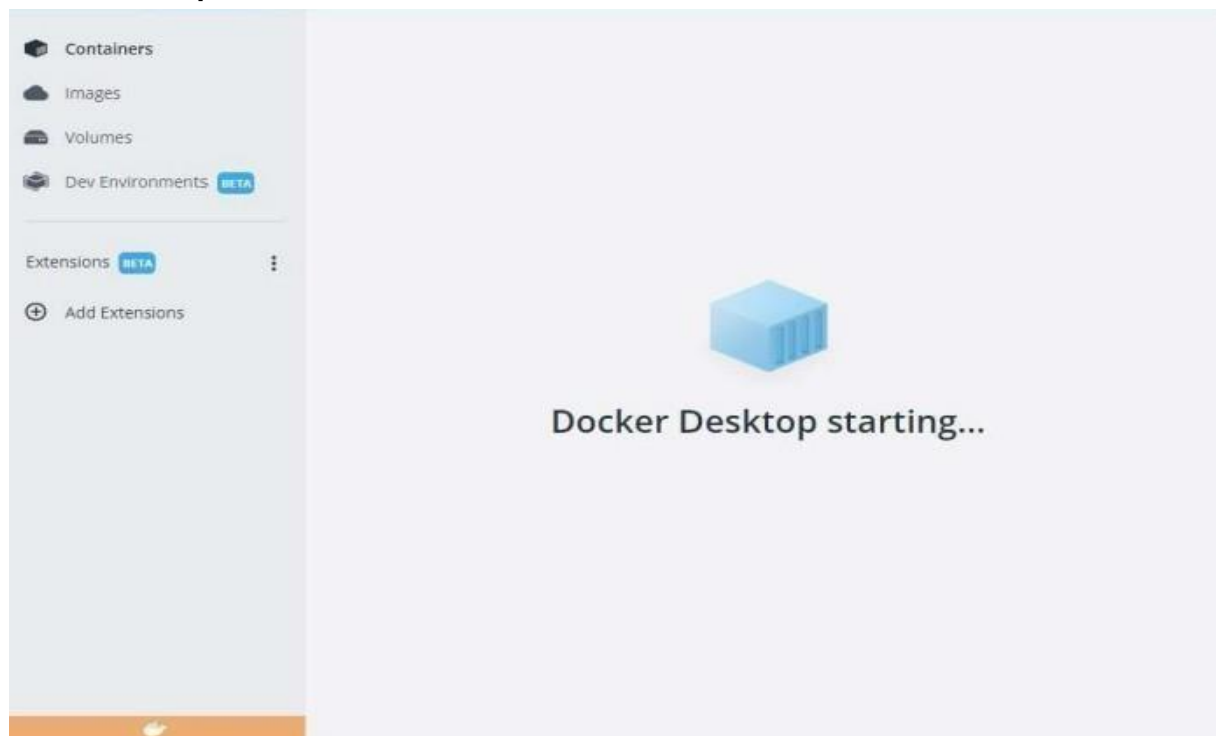 Containers
Images
Volumes
Dev Environments BETA
Extensions BETA
Add Extensions
Docker Desktop starting...